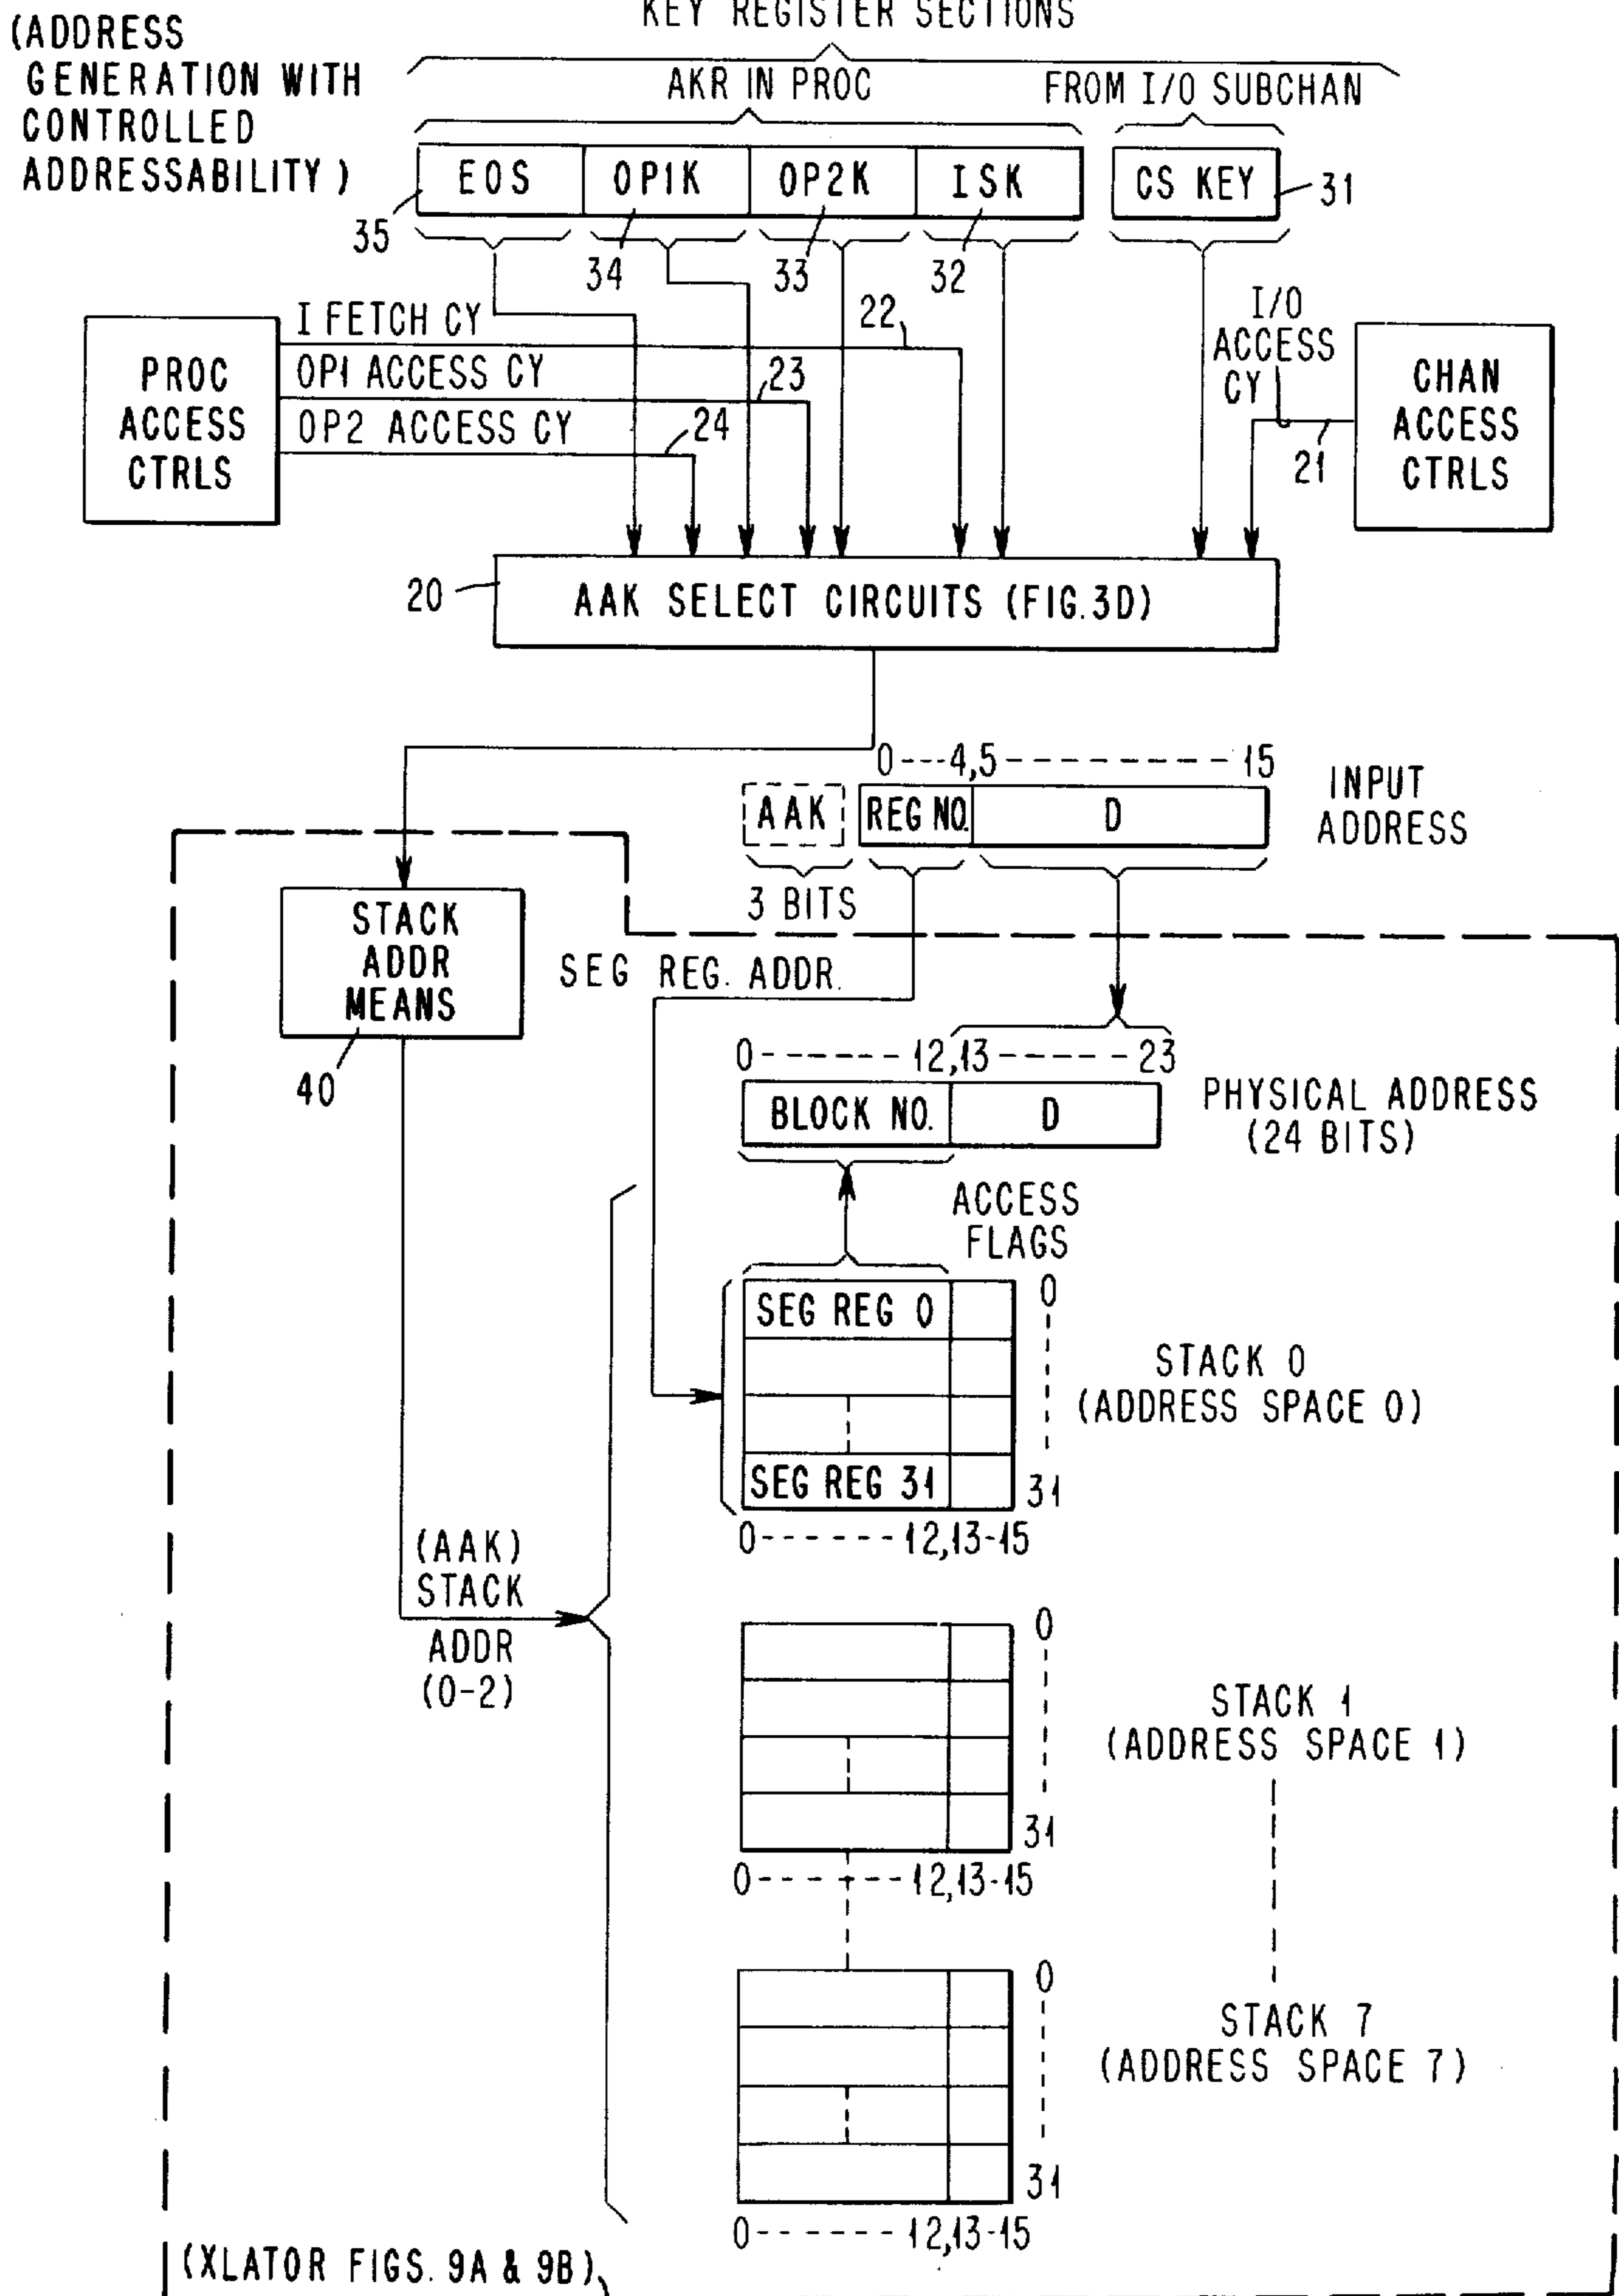 KEY REGISTER SECTIONS
(ADDRESS
GENERATION WITH
CONTROLLED
ADDRESSABILITY)
AKR IN PROC
FROM I/O SUBCHAN
EOS OP1K OP2K ISK CS KEY 31
35 34 33 32
PROC
ACCESS
CTRLS
I FETCH CY 22
OP1 ACCESS CY 23
OP2 ACCESS CY 24
I/O
ACCESS
CY
21
CHAN
ACCESS
CTRLS
20 AAK SELECT CIRCUITS (FIG.3D)
0---4,5---------15
AAK REG NO. D
INPUT
ADDRESS
3 BITS
STACK
ADDR
MEANS
40
SEG REG. ADDR.
0------12,13-----23
BLOCK NO. D
PHYSICAL ADDRESS
(24 BITS)
ACCESS
FLAGS
SEG REG 0 0
SEG REG 31 31
0------12,13-15
STACK 0
(ADDRESS SPACE 0)
(AAK)
STACK
ADDR
(0-2)
0
31
0------12,13-15
STACK 1
(ADDRESS SPACE 1)
0
31
0------12,13-15
STACK 7
(ADDRESS SPACE 7)
(XLATOR FIGS. 9A & 9B)